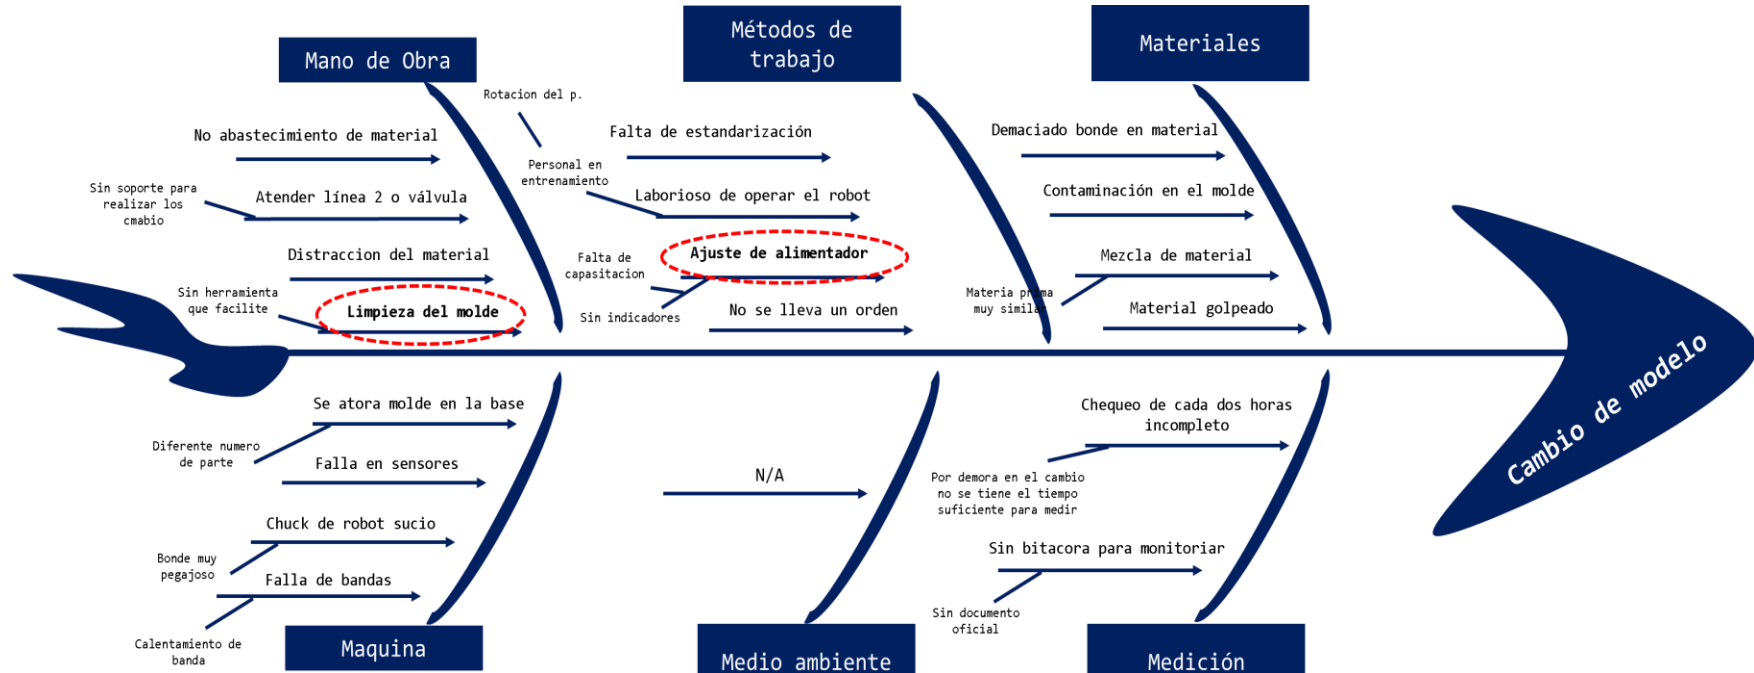 Mano de Obra
Métodos de
trabajo
Materiales
No abastecimiento de material
Sin soporte para
realizar los
cmabio
Atender línea 2 o válvula
Distraccion del material
Sin herramienta
que facilite
Limpieza del molde
Rotacion del p.
Falta de estandarización
Personal en
entrenamiento
Laborioso de operar el robot
Falta de
capasitacion
Ajuste de alimentador
Sin indicadores
No se lleva un orden
Demaciado bonde en material
Contaminación en el molde
Mezcla de material
Materia prima
muy similar
Material golpeado
Cambio de modelo
Se atora molde en la base
Diferente numero
de parte
Falla en sensores
Chuck de robot sucio
Bonde muy
pegajoso
Falla de bandas
Calentamiento de
banda
Maquina
N/A
Medio ambiente
Chequeo de cada dos horas
incompleto
Por demora en el cambio
no se tiene el tiempo
suficiente para medir
Sin bitacora para monitoriar
Sin documento
oficial
Medición